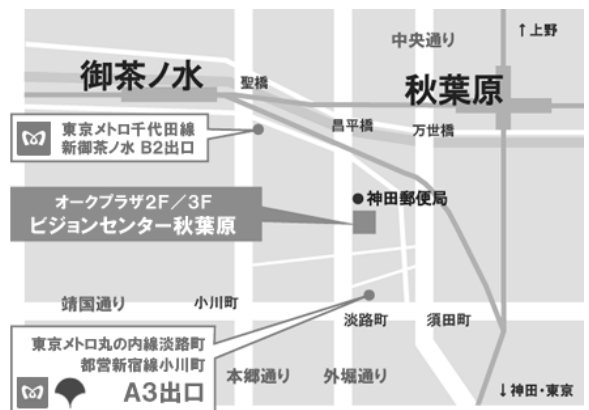 中央通り
↑上野
御茶ノ水
聖橋
秋葉原
東京メトロ千代田線
新御茶ノ水 B2出口
昌平橋
万世橋
オークプラザ2F/3F
ビジョンセンター秋葉原
●神田郵便局
靖国通り
小川町
淡路町
須田町
東京メトロ丸の内線淡路町
都営新宿線小川町
A3出口
本郷通り
外堀通り
↓神田・東京